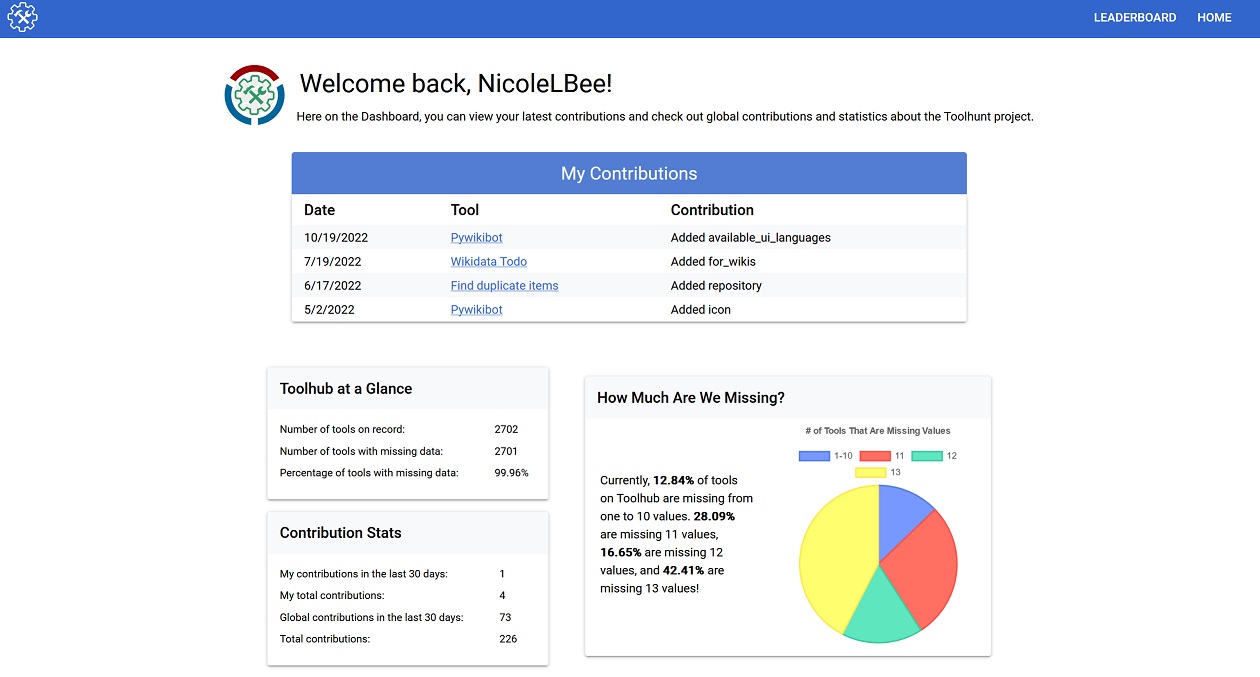 LEADERBOARD HOME
Welcome back, NicoleLBee!
Here on the Dashboard, you can view your latest contributions and check out global contributions and statistics about the Toolhunt project.
My Contributions
Date Tool Contribution
10/19/2022 Pywikibot Added available_ui_languages
7/19/2022 Wikidata Todo Added for_wikis
6/17/2022 Find duplicate items Added repository
5/2/2022 Pywikibot Added icon
Toolhub at a Glance
Number of tools on record: 2702
Number of tools with missing data: 2701
Percentage of tools with missing data: 99.96%
Contribution Stats
My contributions in the last 30 days: 1
My total contributions: 4
Global contributions in the last 30 days: 73
Total contributions: 226
How Much Are We Missing?
Currently, 12.84% of tools
on Toolhub are missing from
one to 10 values. 28.09%
are missing 11 values,
16.65% are missing 12
values, and 42.41% are
missing 13 values!
# of Tools That Are Missing Values
1-10 11 12
13